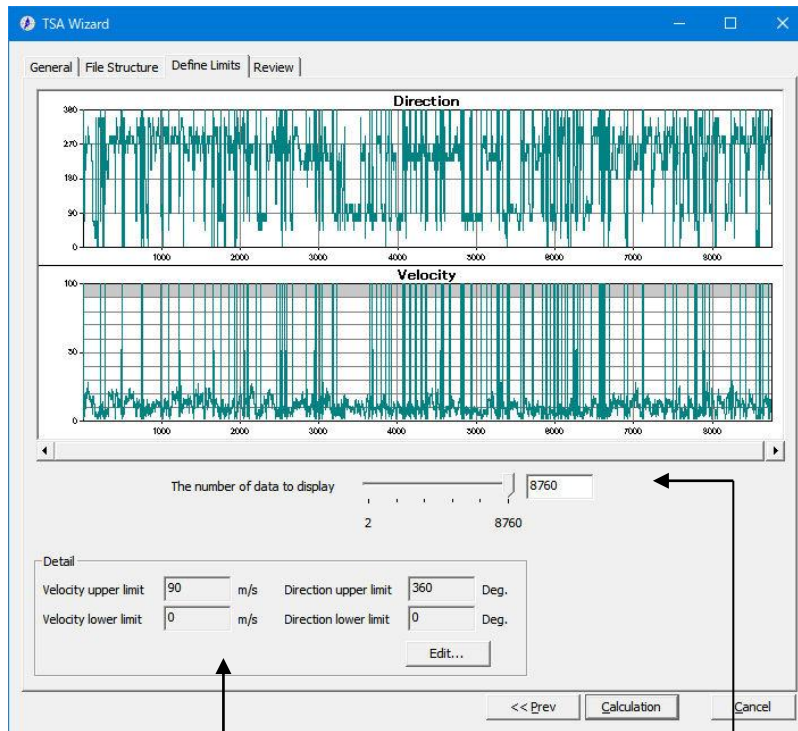 TSA Wizard
General File Structure Define Limits Review
Direction
360
270
180
90
0
1000 2000 3000 4000 5000 6000 7000 8000
Velocity
100
50
0
1000 2000 3000 4000 5000 6000 7000 8000
The number of data to display 8760
2 8760
Detail
Velocity upper limit 90 m/s Direction upper limit 360 Deg.
Velocity lower limit 0 m/s Direction lower limit 0 Deg.
Edit...
<< Prev Calculation Cancel